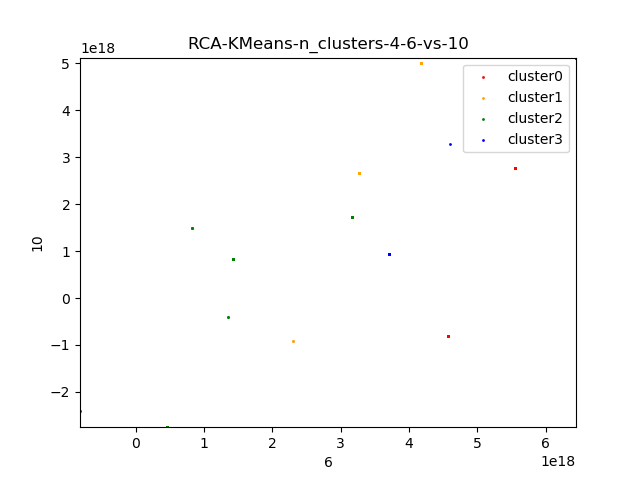 RCA-KMeans-n_clusters-4-6-vs-10
1e18
5
4
3
2
1
0
−1
−2
10
cluster0
cluster1
cluster2
cluster3
0 1 2 3 4 5 6
6
1e18